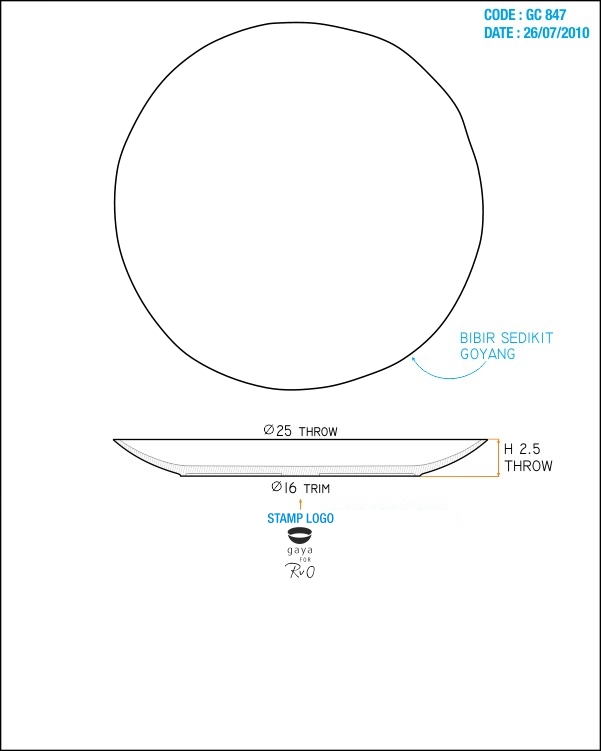 CODE : GC 847
DATE : 26/07/2010
BIBIR SEDIKIT
GOYANG
Ø25 THROW
H 2.5
THROW
Ø16 TRIM
STAMP LOGO
gaya
FOR
RvO